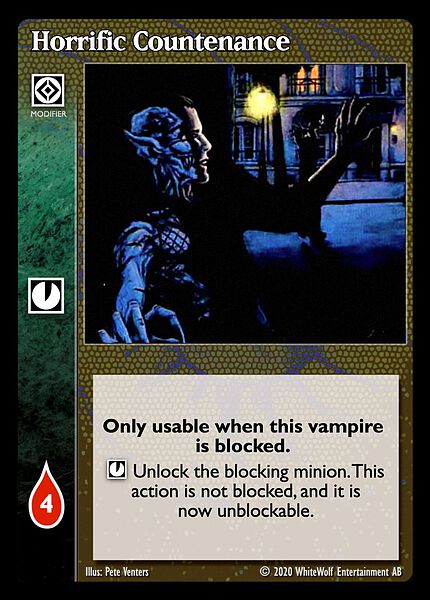 Horrific Countenance
MODIFIER
Only usable when this vampire
is blocked.
Unlock the blocking minion. This
action is not blocked, and it is
now unblockable.
4
Illus: Pete Venters
© 2020 WhiteWolf Entertainment AB